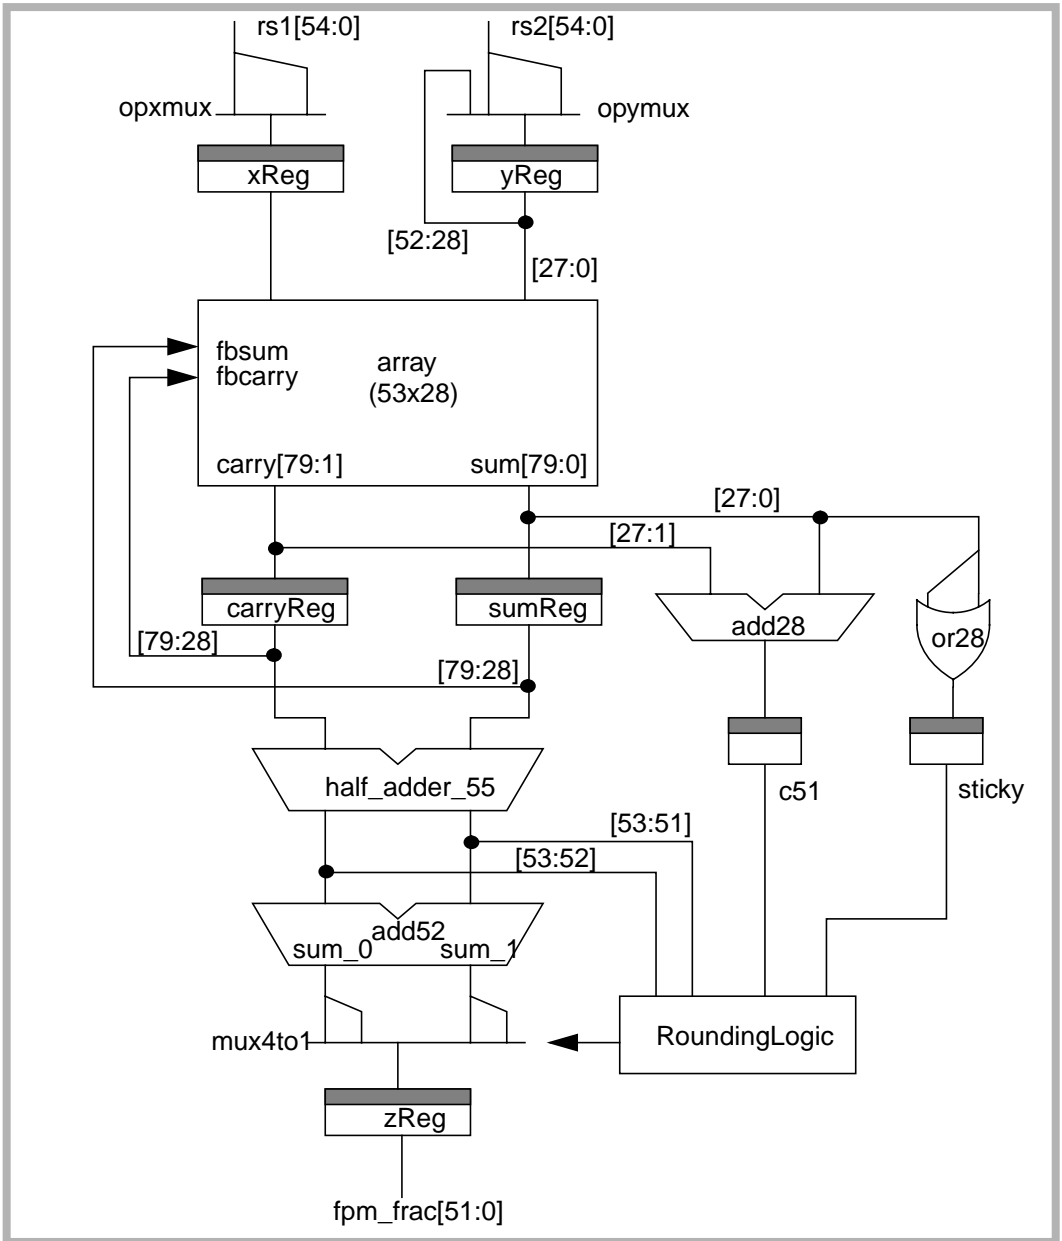 rs1[54:0]
rs2[54:0]
opxmux
opymux
xReg
yReg
[52:28]
[27:0]
fbsum
fbcarry
array
(53x28)
carry[79:1]
sum[79:0]
[27:0]
[27:1]
carryReg
sumReg
add28
or28
[79:28]
[79:28]
half_adder_55
c51
sticky
[53:51]
[53:52]
add52
sum_0
sum_1
mux4to1
RoundingLogic
zReg
fpm_frac[51:0]